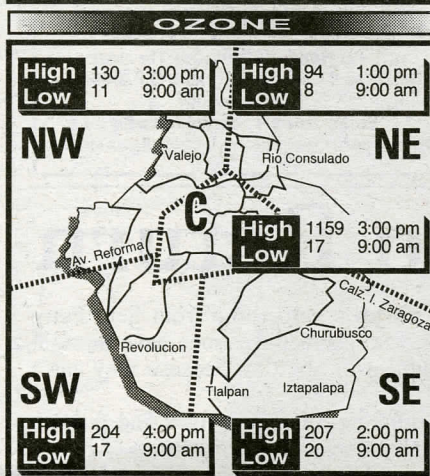 OZONE
High 130 3:00 pm
Low 11 9:00 am
High 94 1:00 pm
Low 8 9:00 am
NW
NE
Valejo
Rio Consulado
C
High 1159 3:00 pm
Low 17 9:00 am
Av. Reforma
Calz. I. Zaragoza
Churubusco
Revolucion
SW
SE
Tlalpan
Iztapalapa
High 204 4:00 pm
Low 17 9:00 am
High 207 2:00 pm
Low 20 9:00 am